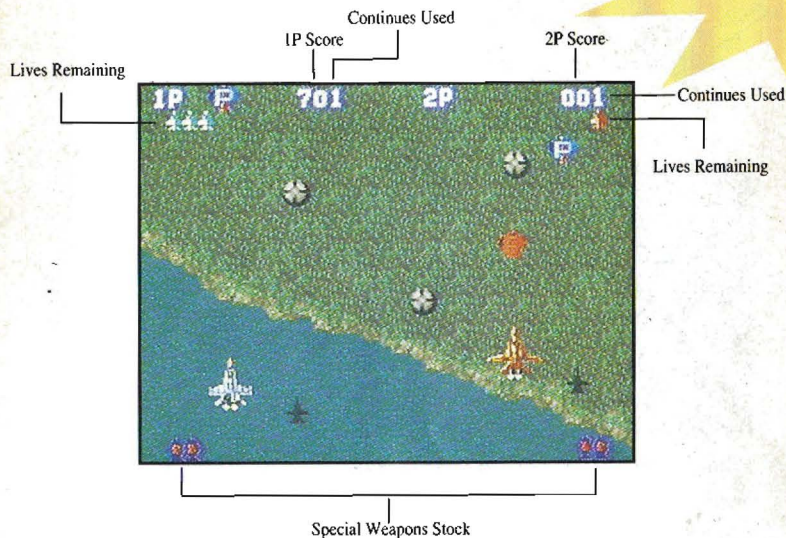 Continues Used
1P Score
2P Score
Lives Remaining
1P P 701 2P 001
Continues Used
P
Lives Remaining
Special Weapons Stock